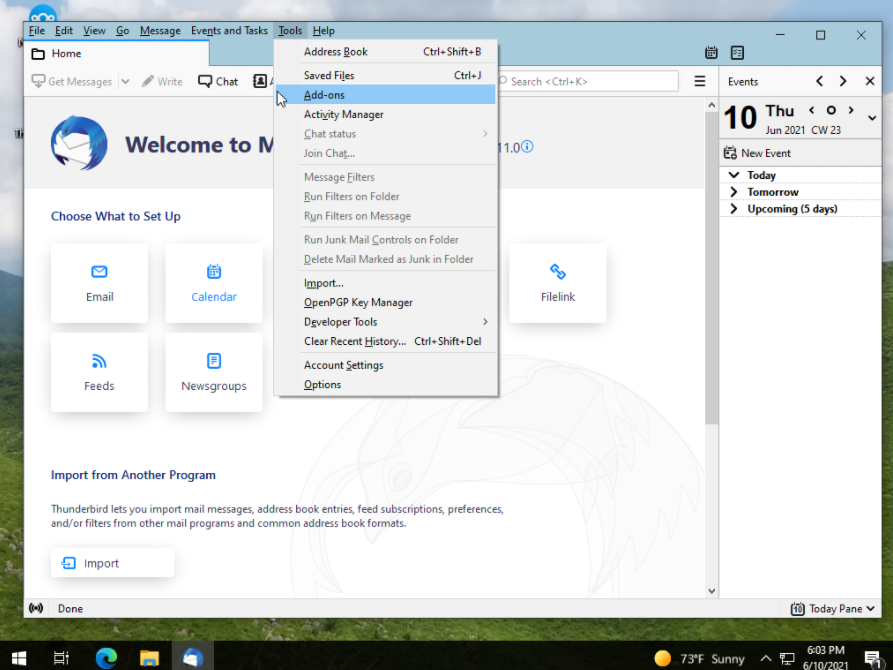 File Edit View Go Message Events and Tasks Tools Help
Home
Get Messages Write Chat
Search <Ctrl+K>
Address Book Ctrl+Shift+B
Saved Files Ctrl+J
Add-ons
Activity Manager
Chat status
Join Chat...
Message Filters
Run Filters on Folder
Run Filters on Message
Run Junk Mail Controls on Folder
Delete Mail Marked as Junk in Folder
Import...
OpenPGP Key Manager
Developer Tools
Clear Recent History... Ctrl+Shift+Del
Account Settings
Options
Welcome to M
11.0
Choose What to Set Up
Email
Calendar
Filelink
Feeds
Newsgroups
Import from Another Program
Thunderbird lets you import mail messages, address book entries, feed subscriptions, preferences,
and/or filters from other mail programs and common address book formats.
Import
Events
10 Thu
Jun 2021 CW 23
New Event
Today
Tomorrow
Upcoming (5 days)
Done
10 Today Pane
73°F Sunny
6:03 PM
6/10/2021